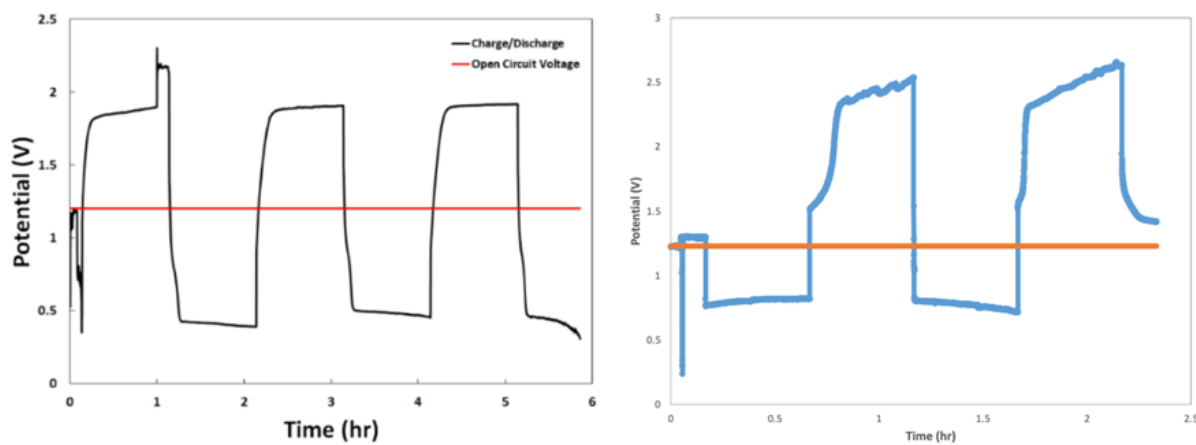 2.5
2
1.5
1
0.5
0
0 1 2 3 4 5 6
Potential (V)
Time (hr)
Charge/Discharge
Open Circuit Voltage
3
2.5
2
1.5
1
0.5
0
0 0.5 1 1.5 2 2.5
Potential (V)
Time (hr)